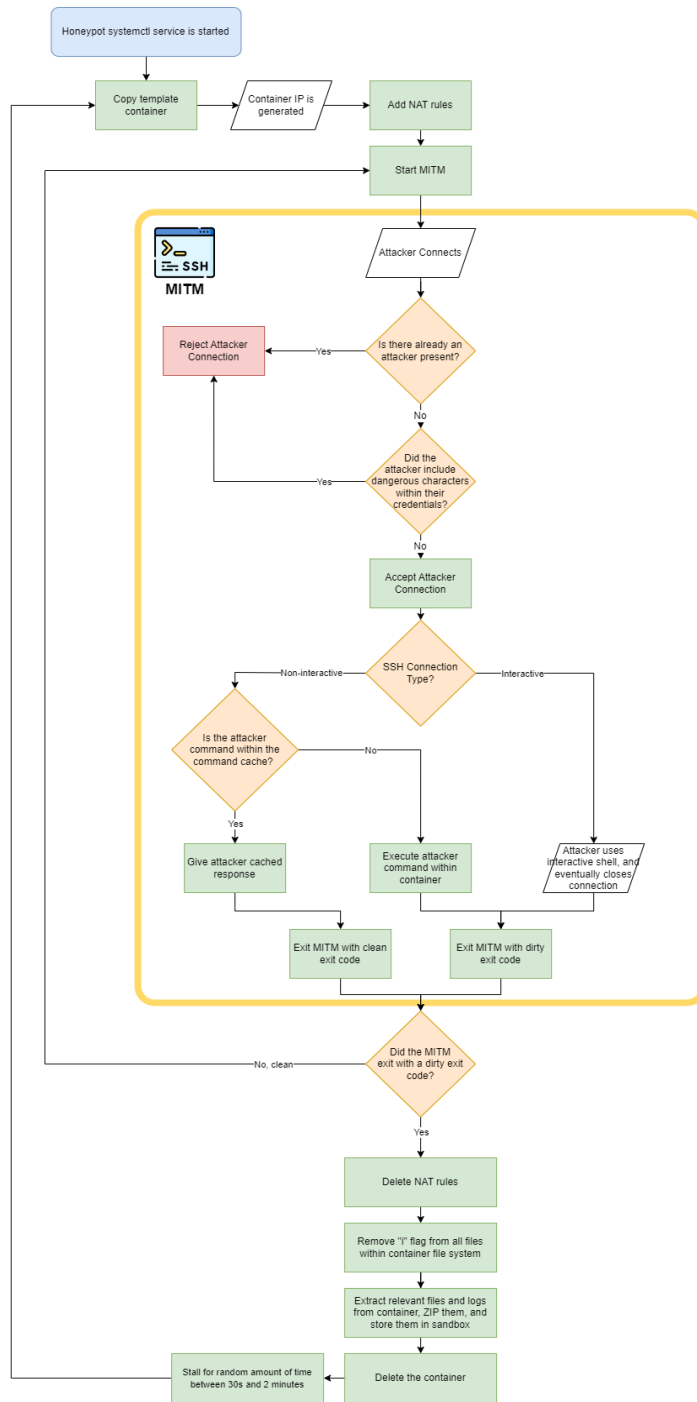 Honeypot systemctl service is started
Copy template
container
Container IP is
generated
Add NAT rules
Start MITM
>_
SSH
MITM
Attacker Connects
Is there already an
attacker present?
Yes
Reject Attacker
Connection
No
Did the
attacker include
dangerous characters
within their
credentials?
Yes
No
Accept Attacker
Connection
SSH Connection
Type?
Non-interactive
Interactive
Is the attacker
command within the
command cache?
No
Yes
Give attacker cached
response
Execute attacker
command within
container
Attacker uses
interactive shell, and
eventually closes
connection
Exit MITM with clean
exit code
Exit MITM with dirty
exit code
Did the MITM
exit with a dirty exit
code?
No, clean
Yes
Delete NAT rules
Remove "i" flag from all files
within container file system
Extract relevant files and logs
from container, ZIP them, and
store them in sandbox
Delete the container
Stall for random amount of time
between 30s and 2 minutes